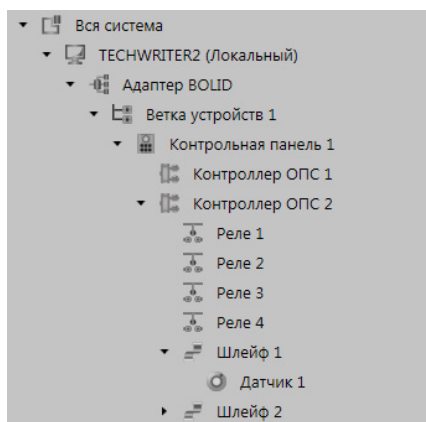 Вся система
TECHWRITER2 (Локальный)
Адаптер BOLID
Ветка устройств 1
Контрольная панель 1
Контроллер ОПС 1
Контроллер ОПС 2
Реле 1
Реле 2
Реле 3
Реле 4
Шлейф 1
Датчик 1
Шлейф 2